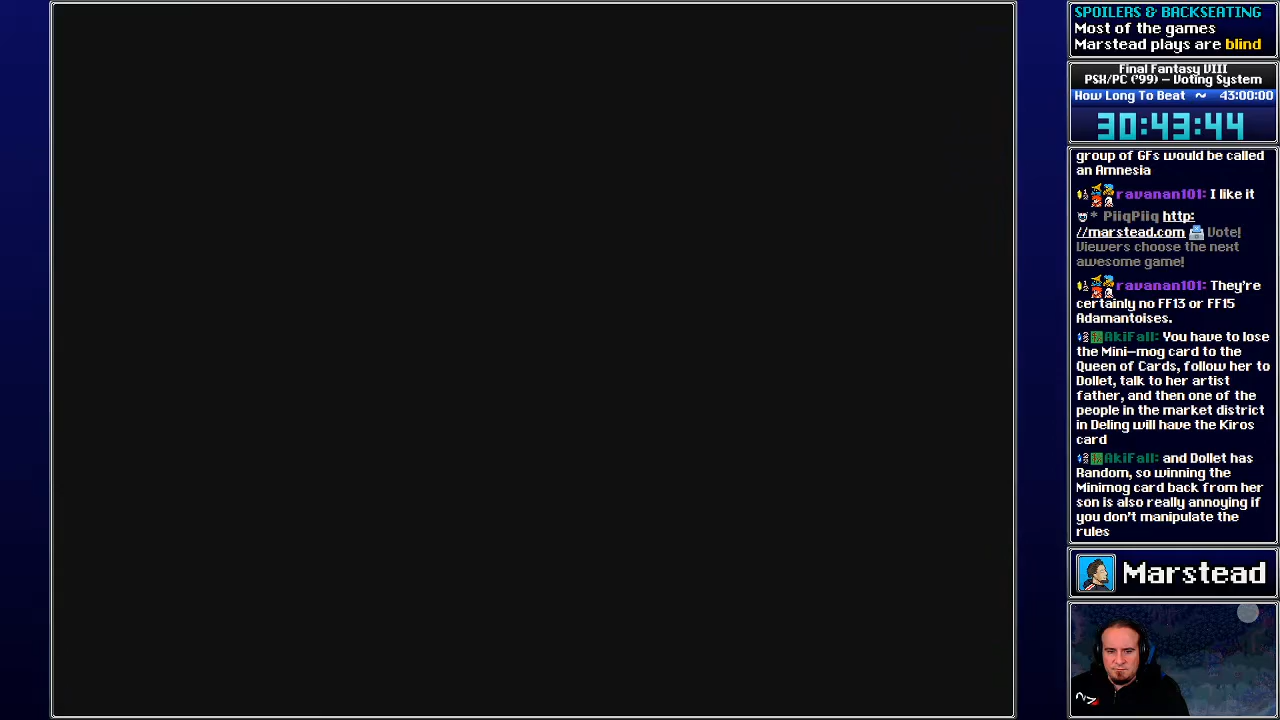 SPOILERS & BACKSEATING
Most of the games
Marstead plays are blind
Final Fantasy VIII
PSX/PC ('99) – Voting System
How Long To Beat ~ 43:00:00
30:43:44
group of GFs would be called
an Amnesia
ravanan101: I like it
* PiiqPiiq http:
//marstead.com Vote!
Viewers choose the next
awesome game!
ravanan101: They're
certainly no FF13 or FF15
Adamantoises.
AkiFall: You have to lose
the Mini–mog card to the
Queen of Cards, follow her to
Dollet, talk to her artist
father, and then one of the
people in the market district
in Deling will have the Kiros
card
AkiFall: and Dollet has
Random, so winning the
Minimog card back from her
son is also really annoying if
you don't manipulate the
rules
Marstead